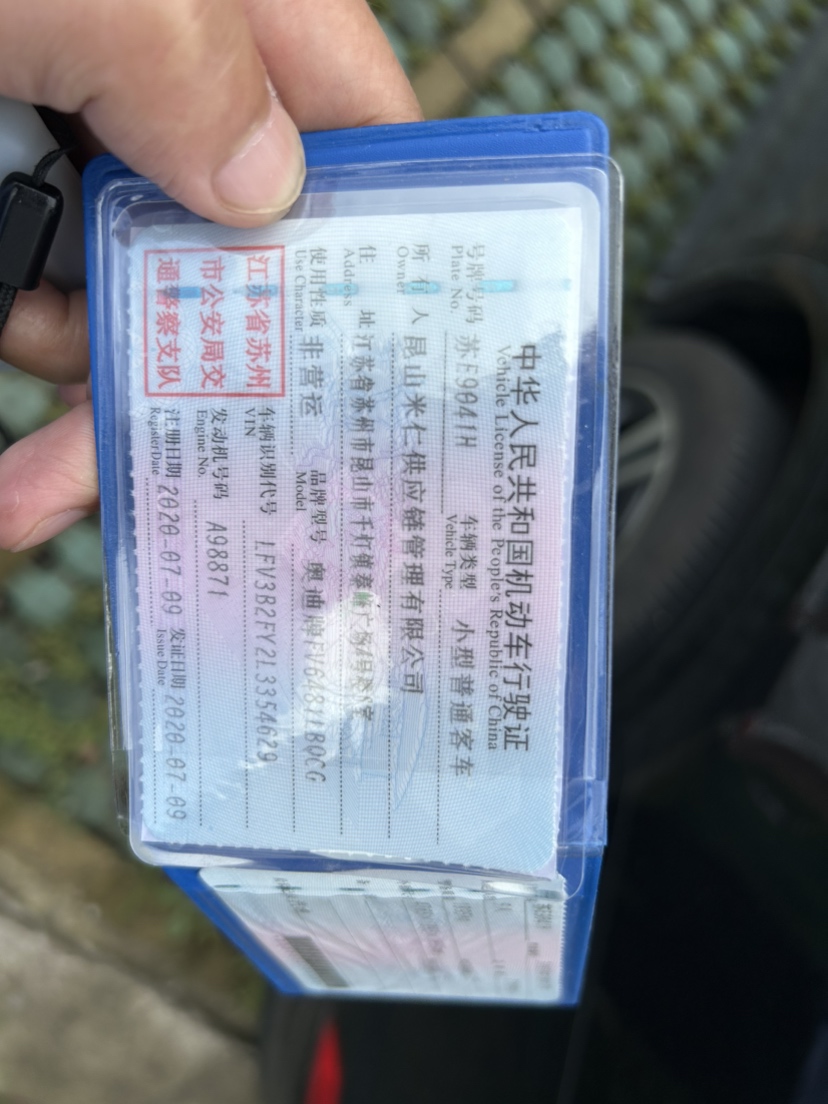 中华人民共和国机动车行驶证
Vehicle License of the People's Republic of China
号牌号码 苏E9041H 车辆类型 小型普通客车
Plate No. Vehicle Type
所有人 昆山米仁供应链管理有限公司
Owner
住址 江苏省苏州市昆山市千灯镇秦峰广场4号
Address
使用性质 非营运 品牌型号 奥迪牌
Use Character Model
江苏省苏州
市公安局交
通警察支队
车辆识别代号 LFV3B2FY2L3354629
VIN
发动机号码 A98871
Engine No.
注册日期 2020-07-09 发证日期 2020-07-09
Register Date Issue Date